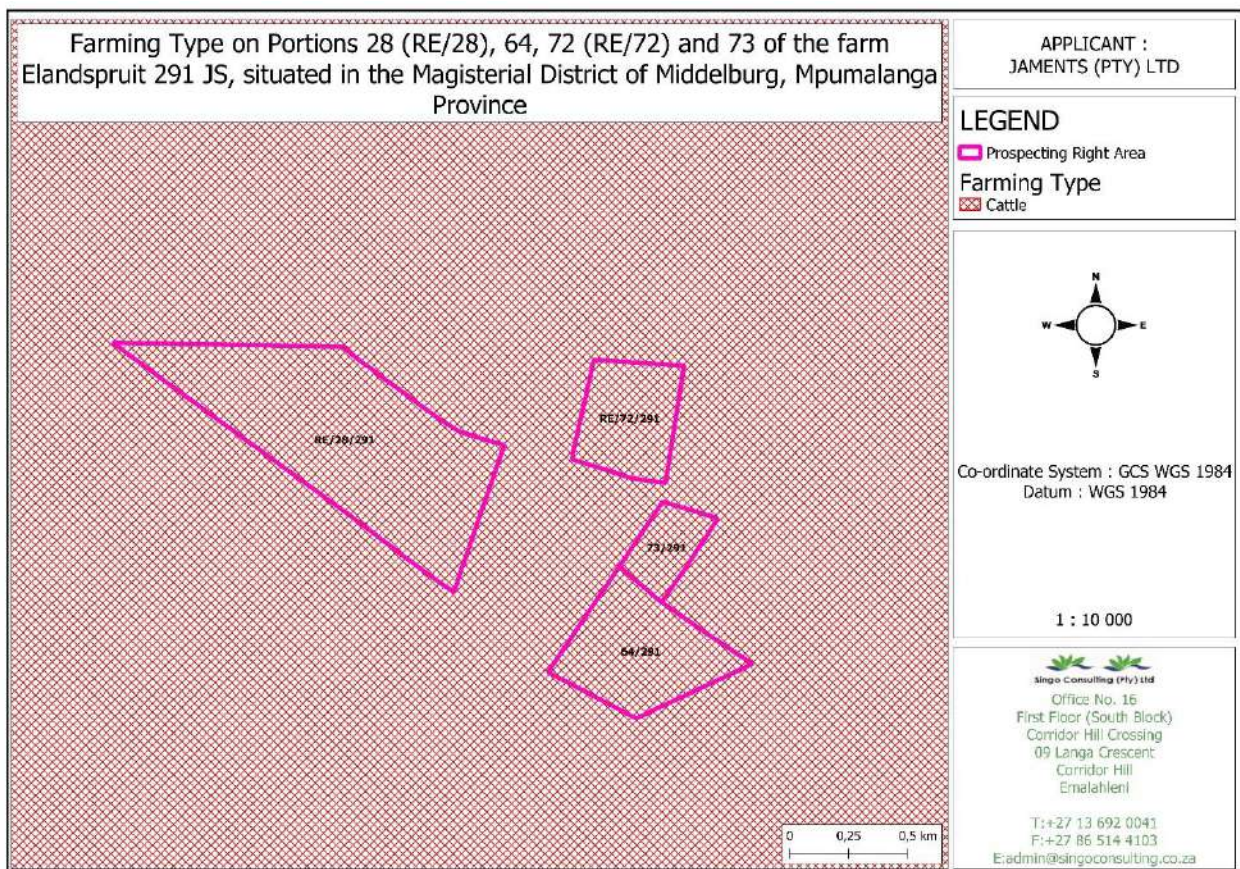 Farming Type on Portions 28 (RE/28), 64, 72 (RE/72) and 73 of the farm
Elandspruit 291 JS, situated in the Magisterial District of Middelburg, Mpumalanga
Province
APPLICANT :
JAMENTS (PTY) LTD
LEGEND
Prospecting Right Area
Farming Type
Cattle
N
W
E
S
Co-ordinate System : GCS WGS 1984
Datum : WGS 1984
1 : 10 000
RE/28/291
RE/72/291
73/291
64/291
0
0,25
0,5 km
Singo Consulting (Pty) Ltd
Office No. 16
First Floor (South Block)
Corridor Hill Crossing
09 Langa Crescent
Corridor Hill
Emalahleni
T:+27 13 692 0041
F:+27 86 514 4103
E:admin@singoconsulting.co.za